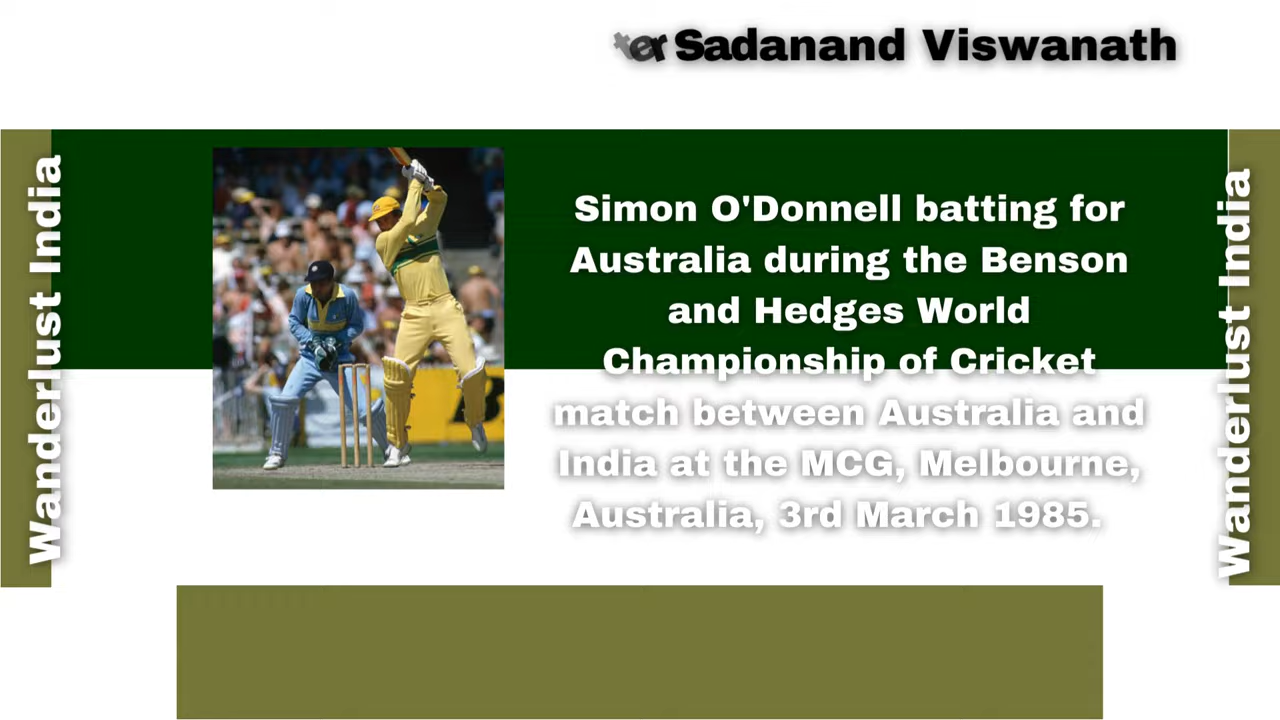 ter Sadanand Viswanath
Wanderlust India
Simon O'Donnell batting for
Australia during the Benson
and Hedges World
Championship of Cricket
match between Australia and
India at the MCG, Melbourne,
Australia, 3rd March 1985.
Wanderlust India